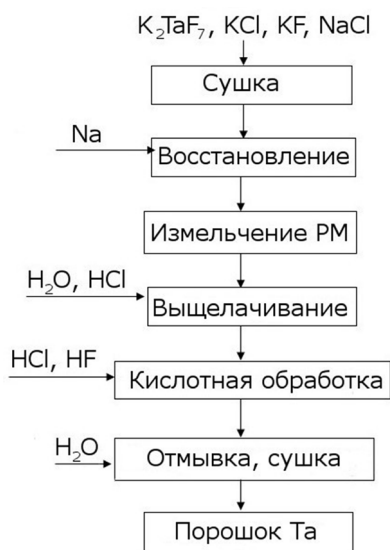 K₂TaF₇, KCl, KF, NaCl
Сушка
Na
Восстановление
Измельчение РМ
H₂O, HCl
Выщелачивание
HCl, HF
Кислотная обработка
H₂O
Отмывка, сушка
Порошок Ta